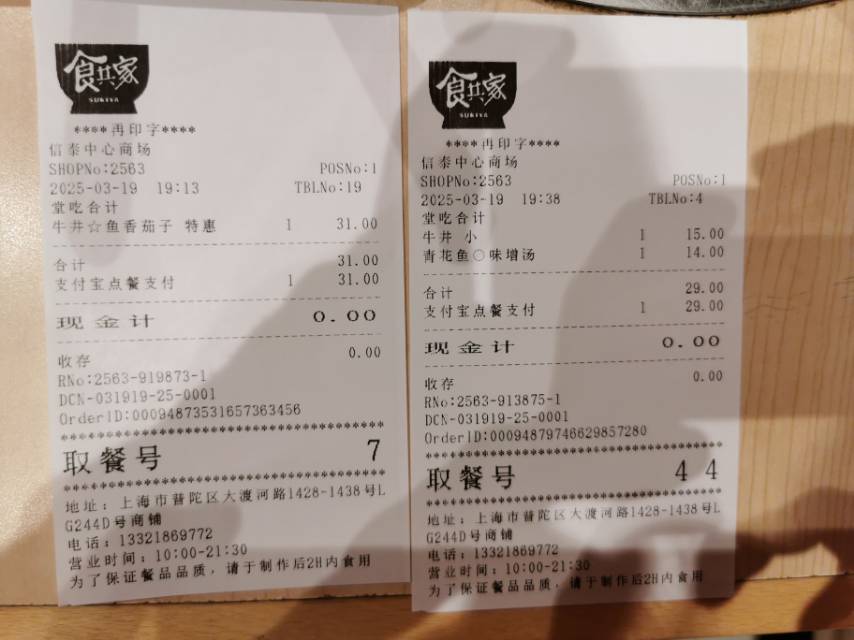 食其家
SUKIYA
****再印字****
信泰中心商场
SHOPNo:2563 POSNo:1
2025-03-19 19:13 TBLNo:19
堂吃合计
牛丼☆鱼香茄子 特惠 1 31.00
合计 31.00
支付宝点餐支付 1 31.00
现金计 0.00
收存 0.00
RNo:2563-919873-1
DCN-031919-25-0001
OrderID:00094873531657363456
取餐号 7
地址：上海市普陀区大渡河路1428-1438号L
G244D号商铺
电话：13321869772
营业时间：10:00-21:30
为了保证餐品品质，请于制作后2H内食用
食其家
SUKIYA
****再印字****
信泰中心商场
SHOPNo:2563 POSNo:1
2025-03-19 19:38 TBLNo:4
堂吃合计
牛丼 小 1 15.00
青花鱼○味增汤 1 14.00
合计 29.00
支付宝点餐支付 1 29.00
现金计 0.00
收存 0.00
RNo:2563-913875-1
DCN-031919-25-0001
OrderID:00094879746629857280
取餐号 44
地址：上海市普陀区大渡河路1428-1438号L
G244D号商铺
电话：13321869772
营业时间：10:00-21:30
为了保证餐品品质，请于制作后2H内食用